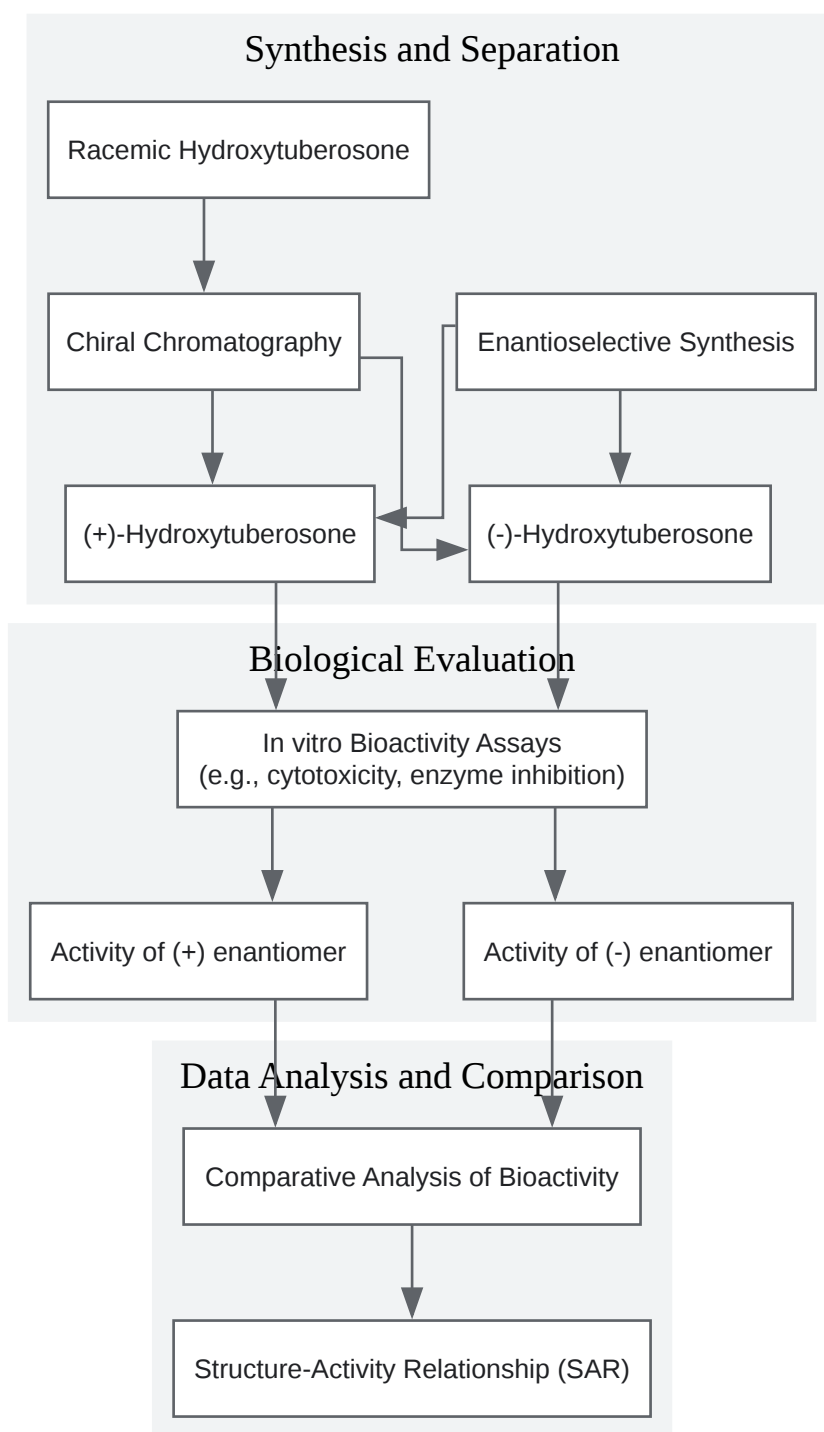 Synthesis and Separation
Racemic Hydroxytuberosone
Chiral Chromatography
Enantioselective Synthesis
(+)-Hydroxytuberosone
(-)-Hydroxytuberosone
Biological Evaluation
In vitro Bioactivity Assays
(e.g., cytotoxicity, enzyme inhibition)
Activity of (+) enantiomer
Activity of (-) enantiomer
Data Analysis and Comparison
Comparative Analysis of Bioactivity
Structure-Activity Relationship (SAR)